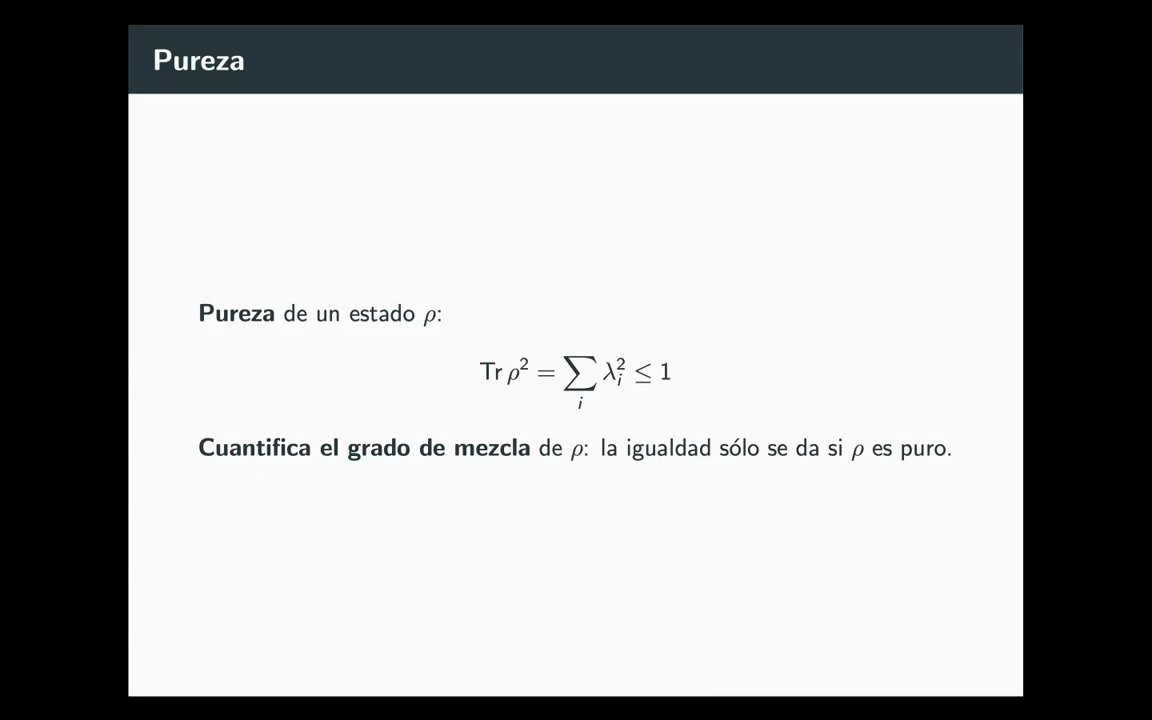 Pureza
Pureza de un estado ρ:
Tr ρ² = ∑ᵢ λᵢ² ≤ 1
Cuantifica el grado de mezcla de ρ: la igualdad sólo se da si ρ es puro.